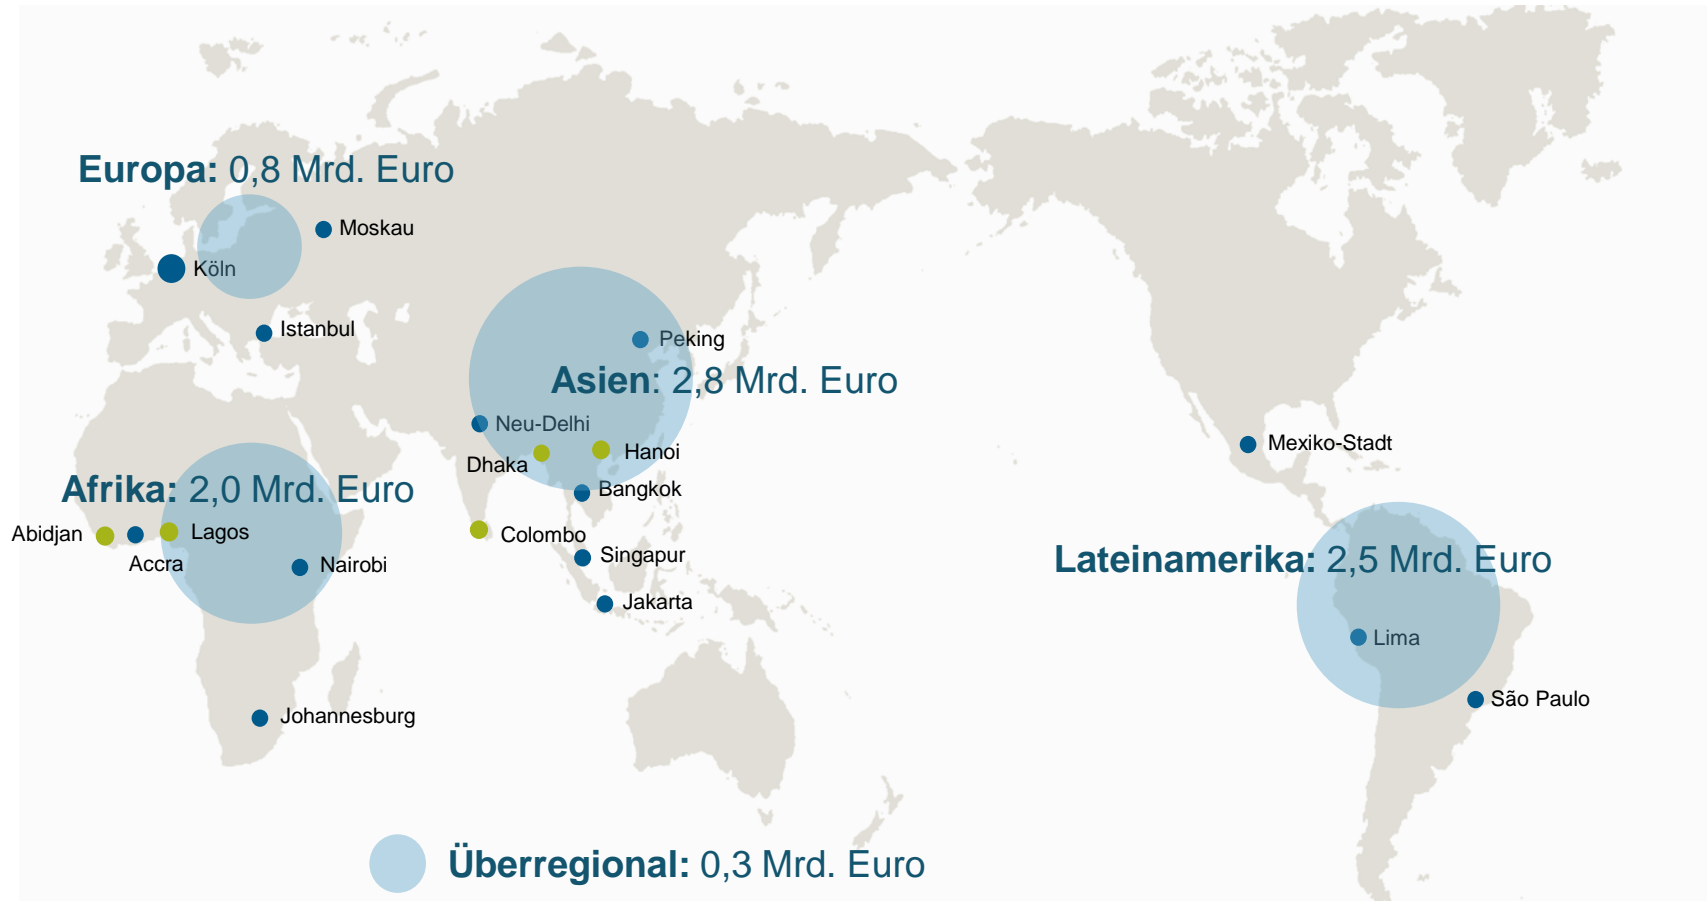 Europa: 0,8 Mrd. Euro
Moskau
Köln
Istanbul
Peking
Asien: 2,8 Mrd. Euro
Neu-Delhi
Hanoi
Dhaka
Bangkok
Mexiko-Stadt
Afrika: 2,0 Mrd. Euro
Abidjan
Lagos
Accra
Nairobi
Colombo
Singapur
Jakarta
Lateinamerika: 2,5 Mrd. Euro
Lima
São Paulo
Johannesburg
Überregional: 0,3 Mrd. Euro